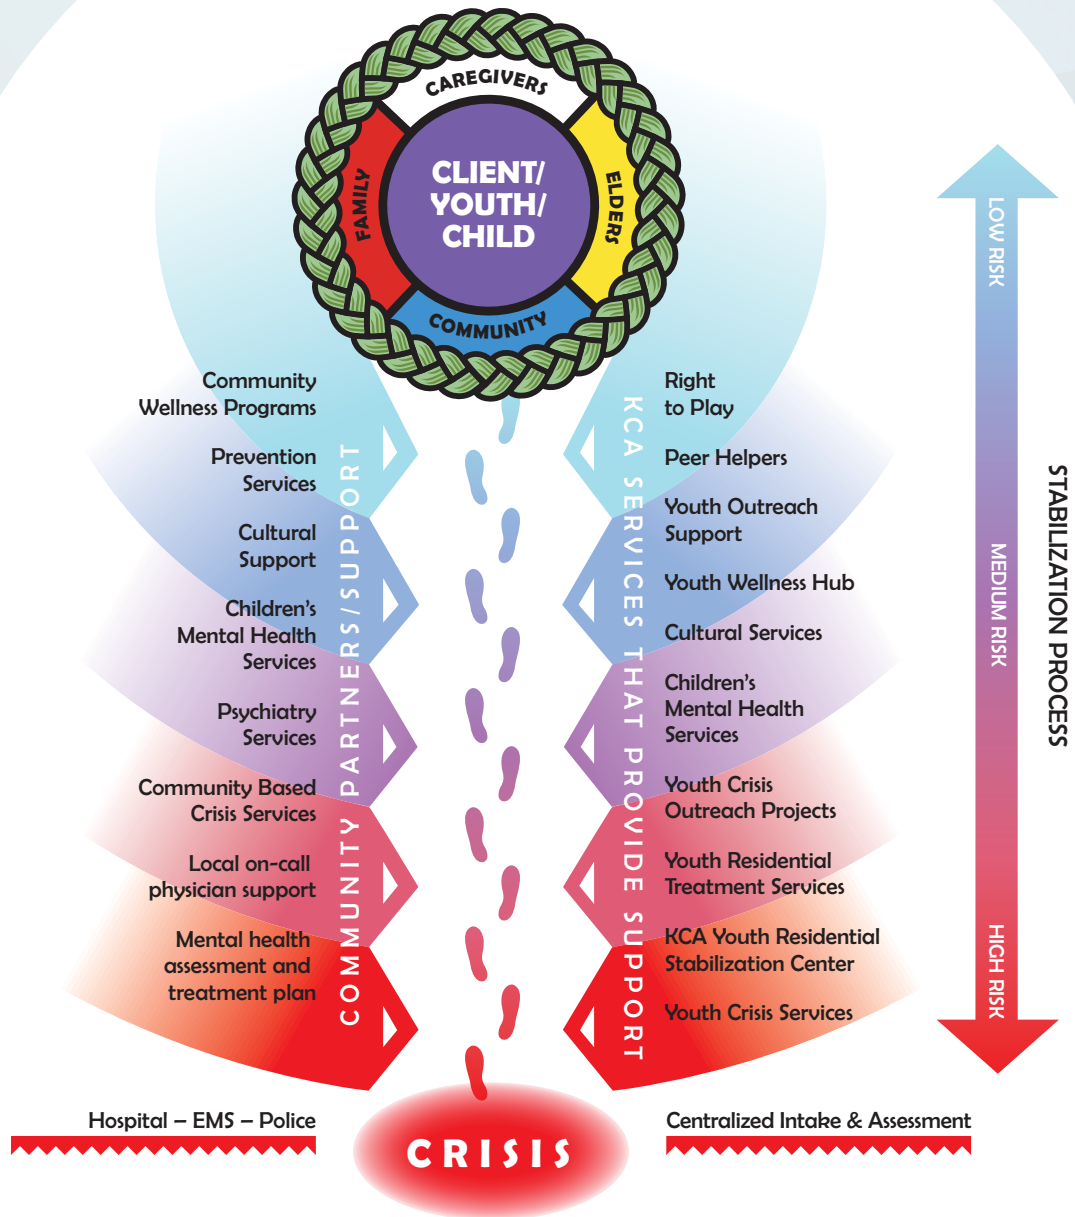 CAREGIVERS
FAMILY
CLIENT/
YOUTH/
CHILD
ELDERS
COMMUNITY
COMMUNITY PARTNERS/SUPPORT
Community
Wellness Programs
Prevention
Services
Cultural
Support
Children's
Mental Health
Services
Psychiatry
Services
Community Based
Crisis Services
Local on-call
physician support
Mental health
assessment and
treatment plan
Hospital – EMS – Police
KCA SERVICES THAT PROVIDE SUPPORT
Right
to Play
Peer Helpers
Youth Outreach
Support
Youth Wellness Hub
Cultural Services
Children's
Mental Health
Services
Youth Crisis
Outreach Projects
Youth Residential
Treatment Services
KCA Youth Residential
Stabilization Center
Youth Crisis Services
Centralized Intake & Assessment
CRISIS
LOW RISK
MEDIUM RISK
HIGH RISK
STABILIZATION PROCESS